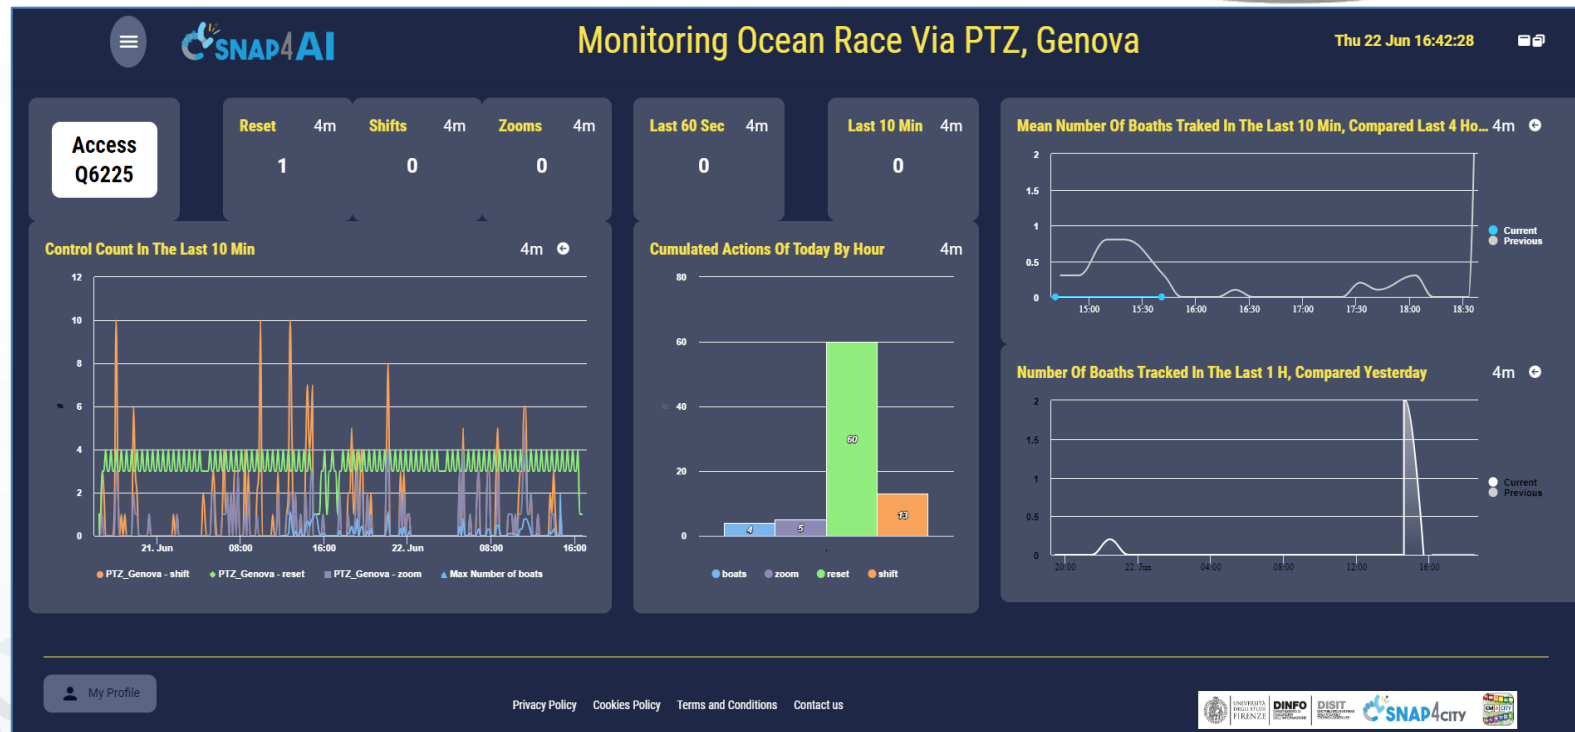 SNAP4AI
Monitoring Ocean Race Via PTZ, Genova
Thu 22 Jun 16:42:28
Access
Q6225
Reset 4m
1
Shifts 4m
0
Zooms 4m
0
Last 60 Sec 4m
0
Last 10 Min 4m
0
Mean Number Of Boaths Traked In The Last 10 Min, Compared Last 4 Ho... 4m
2
1.5
1
0.5
0
15:00 15:30 16:00 16:30 17:00 17:30 18:00 18:30
Current
Previous
Control Count In The Last 10 Min 4m
12
10
8
6
4
2
0
21. Jun 08:00 16:00 22. Jun 08:00 16:00
PTZ_Genova - shift PTZ_Genova - reset PTZ_Genova - zoom Max Number of boats
Cumulated Actions Of Today By Hour 4m
80
60
40
20
0
4 5 60 13
boats zoom reset shift
Number Of Boaths Tracked In The Last 1 H, Compared Yesterday 4m
2
1.5
1
0.5
0
20:00 22. Jun 04:00 08:00 12:00 16:00
Current
Previous
My Profile
Privacy Policy Cookies Policy Terms and Conditions Contact us
UNIVERSITÀ
DEGLI STUDI
FIRENZE
DINFO
DISIT
SNAP4CITY